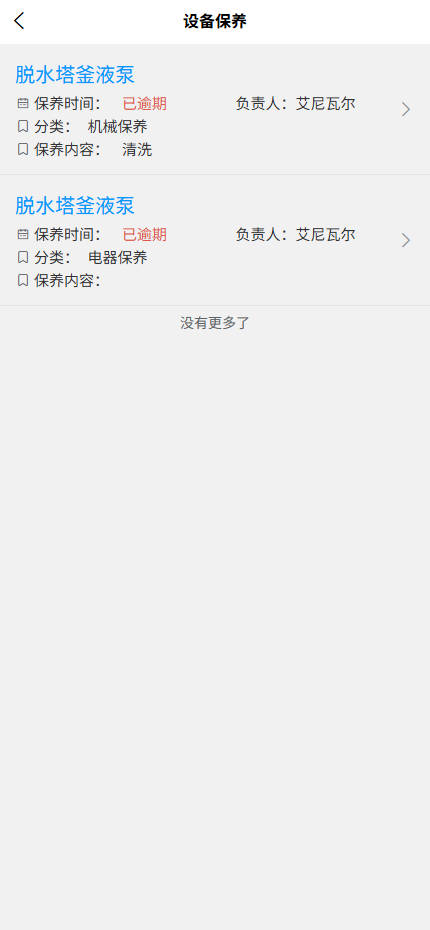 设备保养
脱水塔釜液泵
保养时间： 已逾期 负责人：艾尼瓦尔
分类： 机械保养
保养内容： 清洗
脱水塔釜液泵
保养时间： 已逾期 负责人：艾尼瓦尔
分类： 电器保养
保养内容：
没有更多了